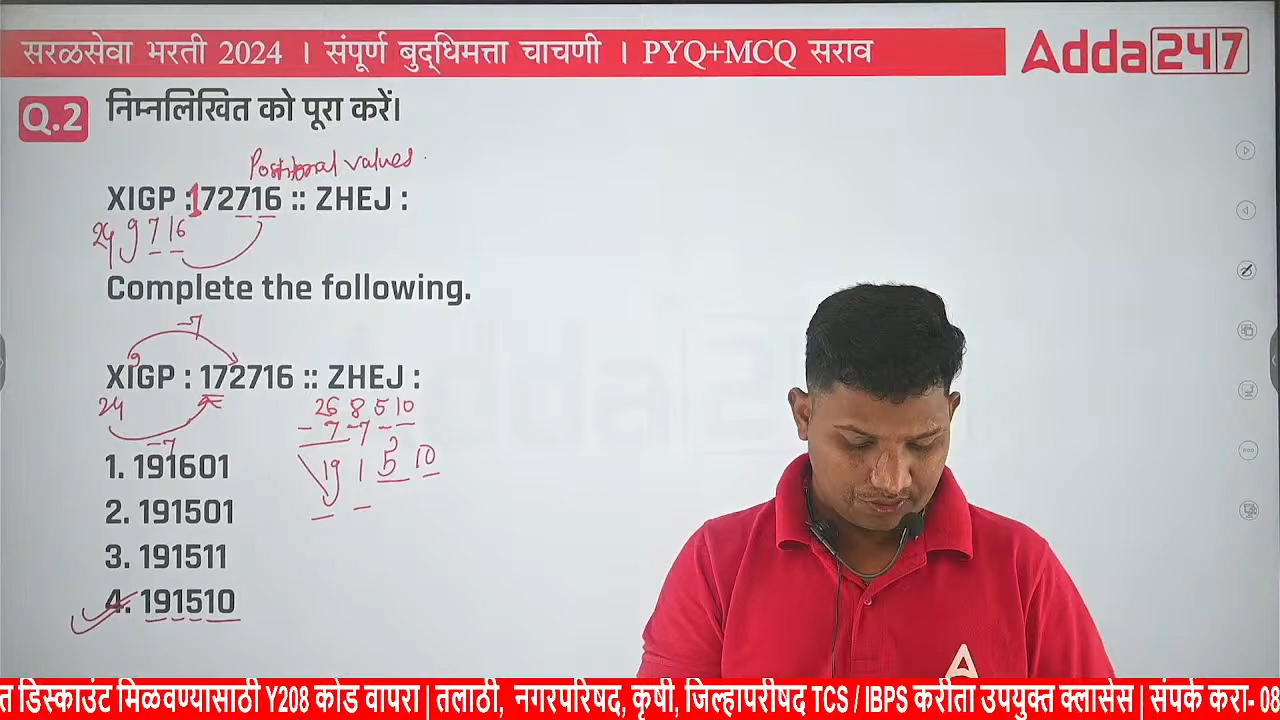 सरळसेवा भरती 2024 । संपूर्ण बुद्धिमत्ता चाचणी । PYQ+MCQ सराव
Adda247
Q.2 निम्नलिखित को पूरा करें।
Positional values
XIGP :172716 :: ZHEJ :
24 9 7 16
Complete the following.
-7
9
XIGP : 172716 :: ZHEJ :
24
26 8 5 10
-7
- 7 -7
1. 191601
19 1 5 10
2. 191501
3. 191511
4. 191510
त डिस्काउंट मिळवण्यासाठी Y208 कोड वापरा | तलाठी, नगरपरिषद, कृषी, जिल्हापरीषद TCS / IBPS करीता उपयुक्त क्लासेस | संपर्क करा- 08